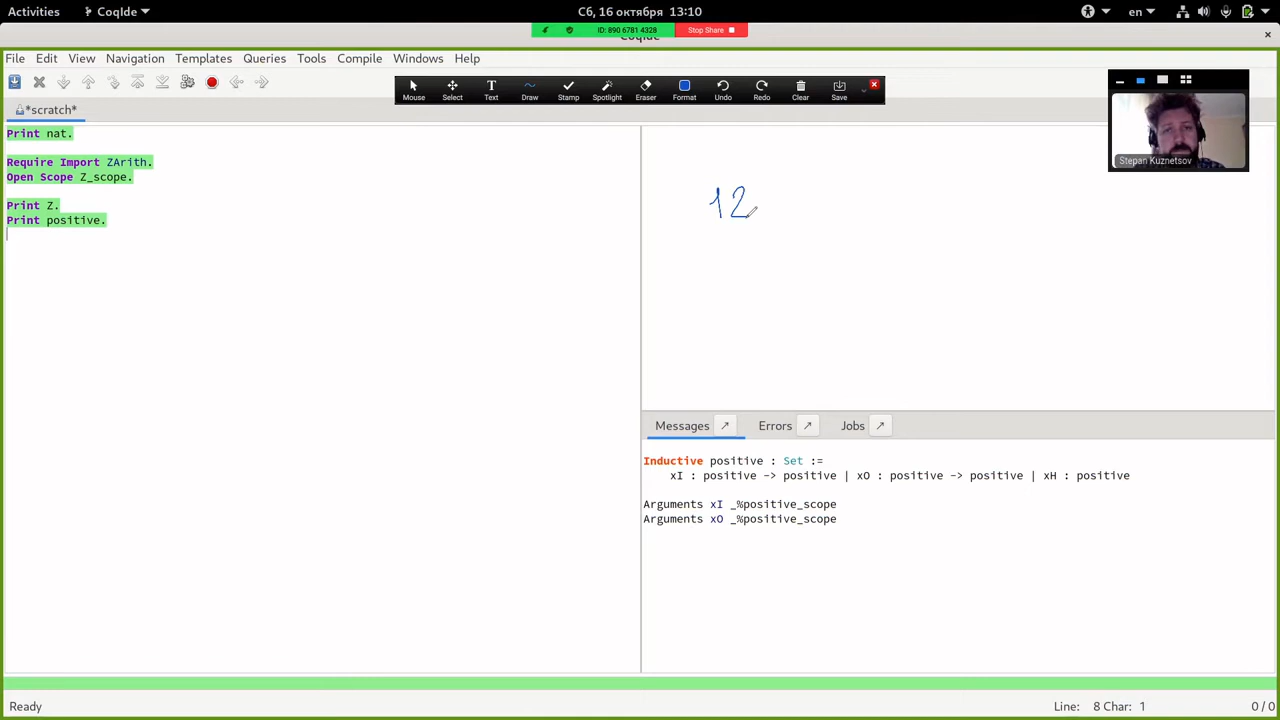 Activities CoqIde Сб, 16 октября 13:10 en
ID: 890 6781 4328 Stop Share
File Edit View Navigation Templates Tools Compile Windows Help
Mouse Select Text Draw Stamp Spotlight Eraser Format Undo Redo Clear Save
*scratch*
Stepan Kuznetsov
Print nat.
Require Import ZArith.
Open Scope Z_scope.
Print Z.
Print positive.
12
Messages Errors Jobs
Inductive positive : Set :=
xI : positive -> positive | xO : positive -> positive | xH : positive
Arguments xI _%positive_scope
Arguments xO _%positive_scope
Ready Line: 8 Char: 1 0 / 0